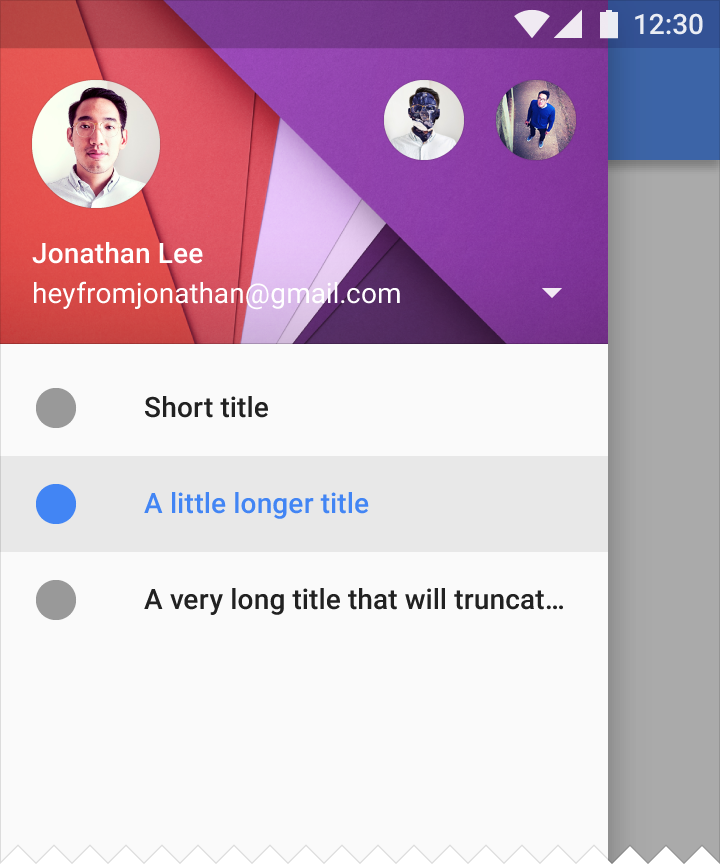 12:30
Jonathan Lee
heyfromjonathan@gmail.com
Short title
A little longer title
A very long title that will truncat...